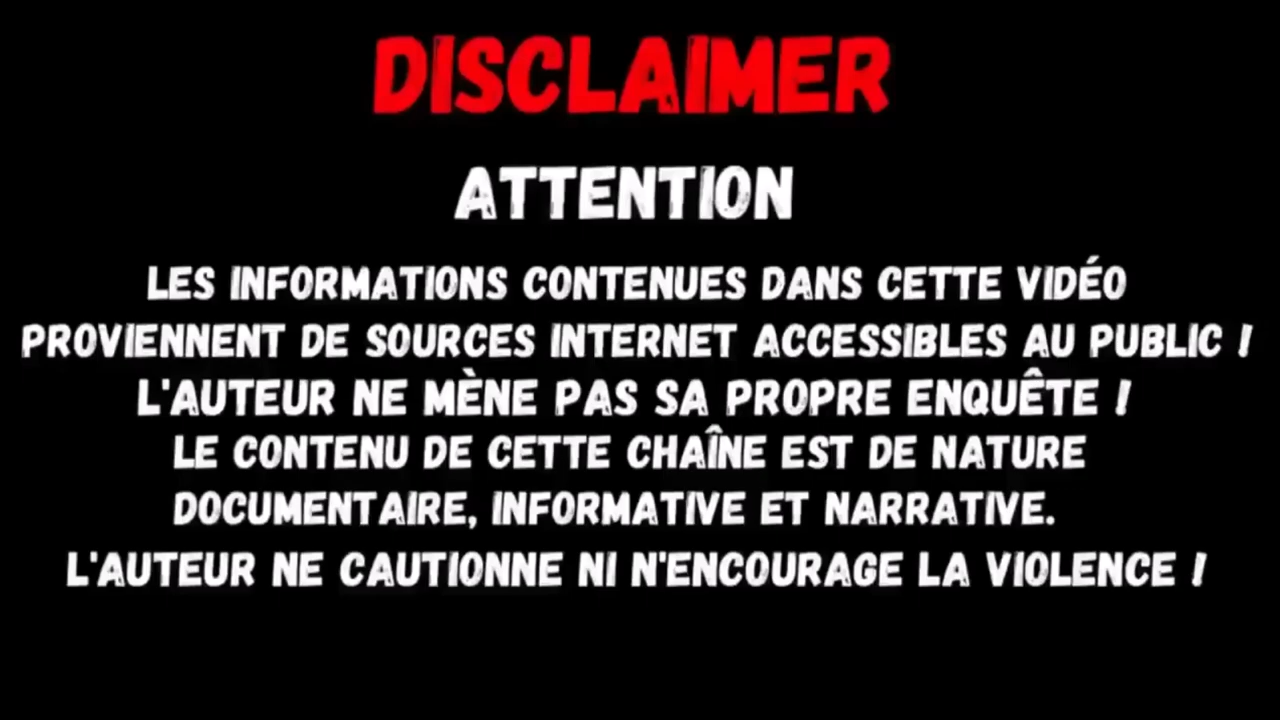 DISCLAIMER
ATTENTION
LES INFORMATIONS CONTENUES DANS CETTE VIDÉO
PROVIENNENT DE SOURCES INTERNET ACCESSIBLES AU PUBLIC !
L'AUTEUR NE MÈNE PAS SA PROPRE ENQUÊTE !
LE CONTENU DE CETTE CHAÎNE EST DE NATURE
DOCUMENTAIRE, INFORMATIVE ET NARRATIVE.
L'AUTEUR NE CAUTIONNE NI N'ENCOURAGE LA VIOLENCE !